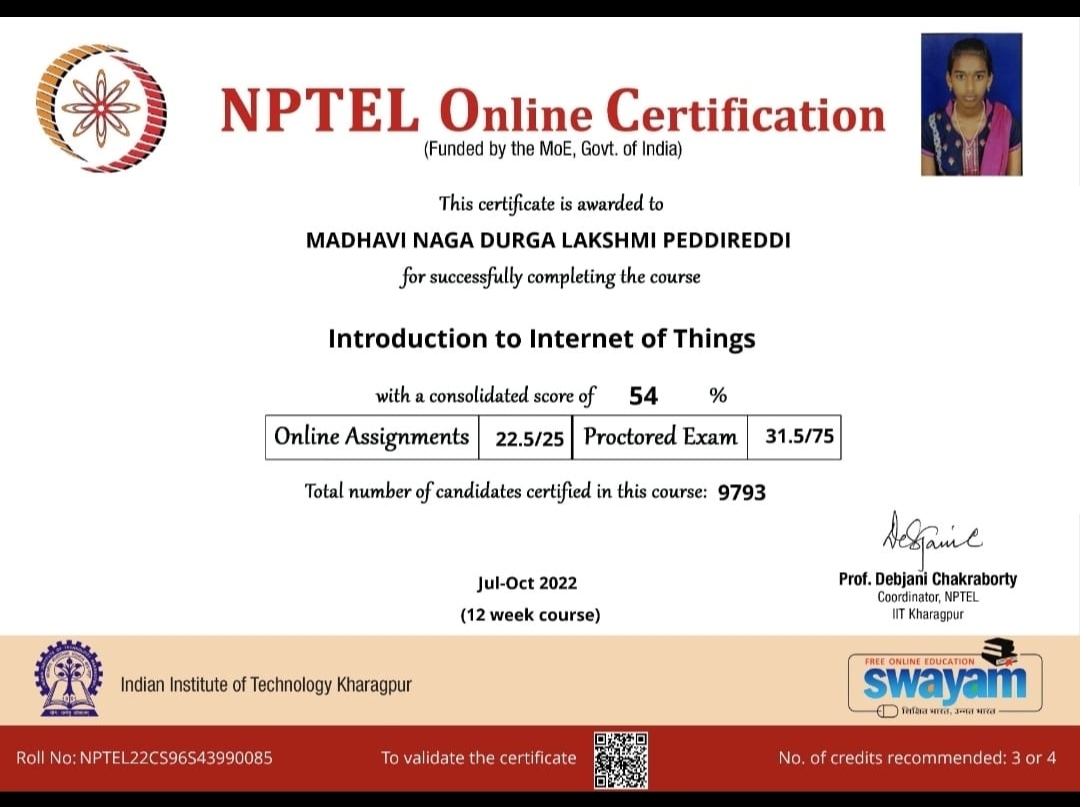 NPTEL Online Certification
(Funded by the MoE, Govt. of India)
This certificate is awarded to
MADHAVI NAGA DURGA LAKSHMI PEDDIREDDI
for successfully completing the course
Introduction to Internet of Things
with a consolidated score of 54 %
Online Assignments 22.5/25 Proctored Exam 31.5/75
Total number of candidates certified in this course: 9793
Jul-Oct 2022
(12 week course)
Prof. Debjani Chakraborty
Coordinator, NPTEL
IIT Kharagpur
Indian Institute of Technology Kharagpur
FREE ONLINE EDUCATION
swayam
शिक्षित भारत, उन्नत भारत
Roll No: NPTEL22CS96S43990085
To validate the certificate
No. of credits recommended: 3 or 4